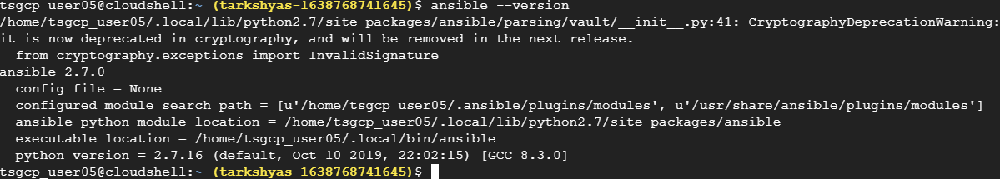 tsgcp_user05@cloudshell:~ (tarkshyas-1638768741645)$ ansible --version
/home/tsgcp_user05/.local/lib/python2.7/site-packages/ansible/parsing/vault/__init__.py:41: CryptographyDeprecationWarning:
it is now deprecated in cryptography, and will be removed in the next release.
  from cryptography.exceptions import InvalidSignature
ansible 2.7.0
  config file = None
  configured module search path = [u'/home/tsgcp_user05/.ansible/plugins/modules', u'/usr/share/ansible/plugins/modules']
  ansible python module location = /home/tsgcp_user05/.local/lib/python2.7/site-packages/ansible
  executable location = /home/tsgcp_user05/.local/bin/ansible
  python version = 2.7.16 (default, Oct 10 2019, 22:02:15) [GCC 8.3.0]
tsgcp_user05@cloudshell:~ (tarkshyas-1638768741645)$